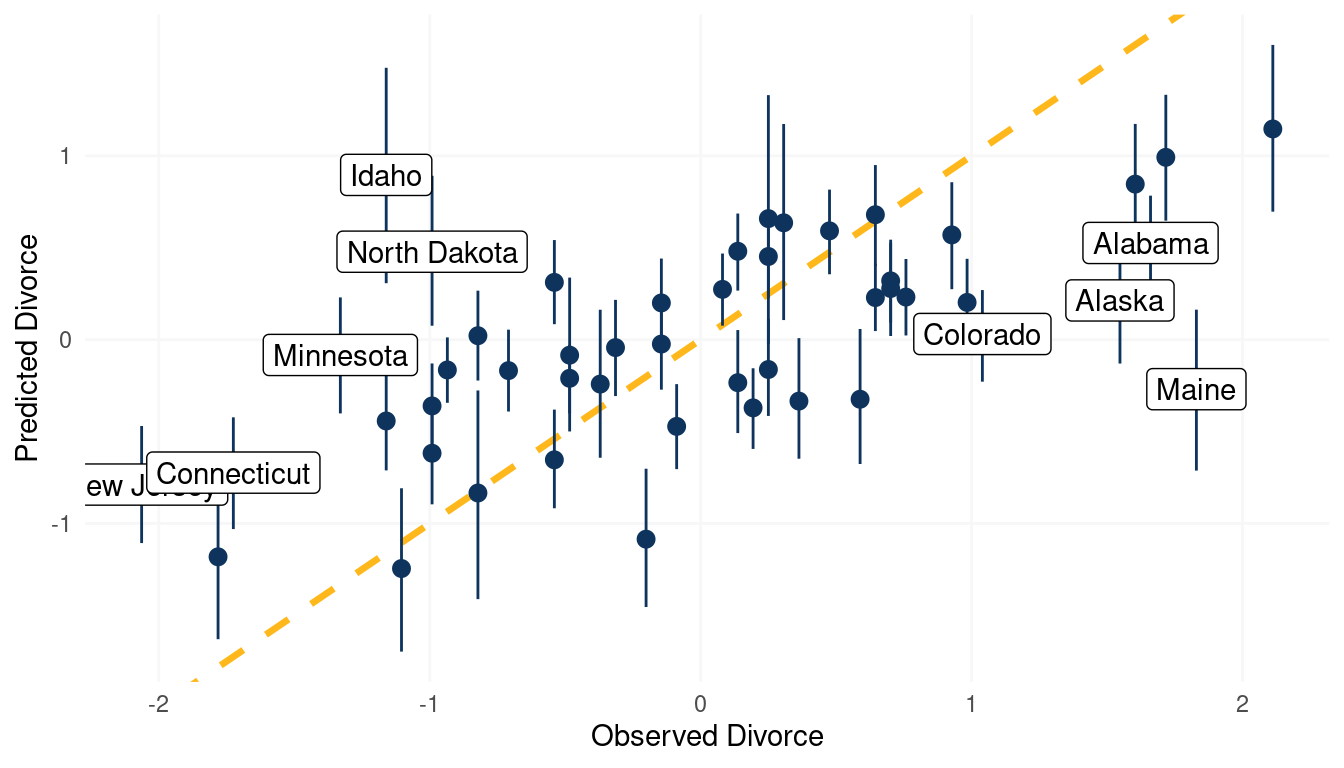 1
Idaho
North Dakota
Alabama
Alaska
0
Colorado
Minnesota
Maine
Connecticut
ew Jersey
-1
-2
-1
0
1
2
Observed Divorce
Predicted Divorce